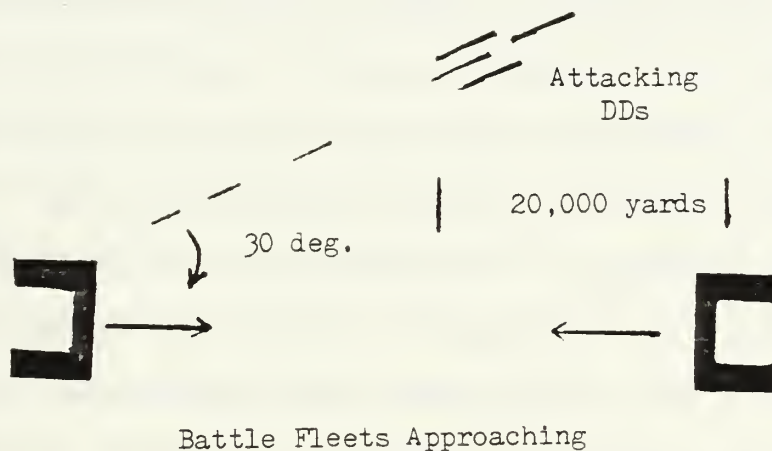 Attacking
DDs
20,000 yards
30 deg.
Battle Fleets Approaching